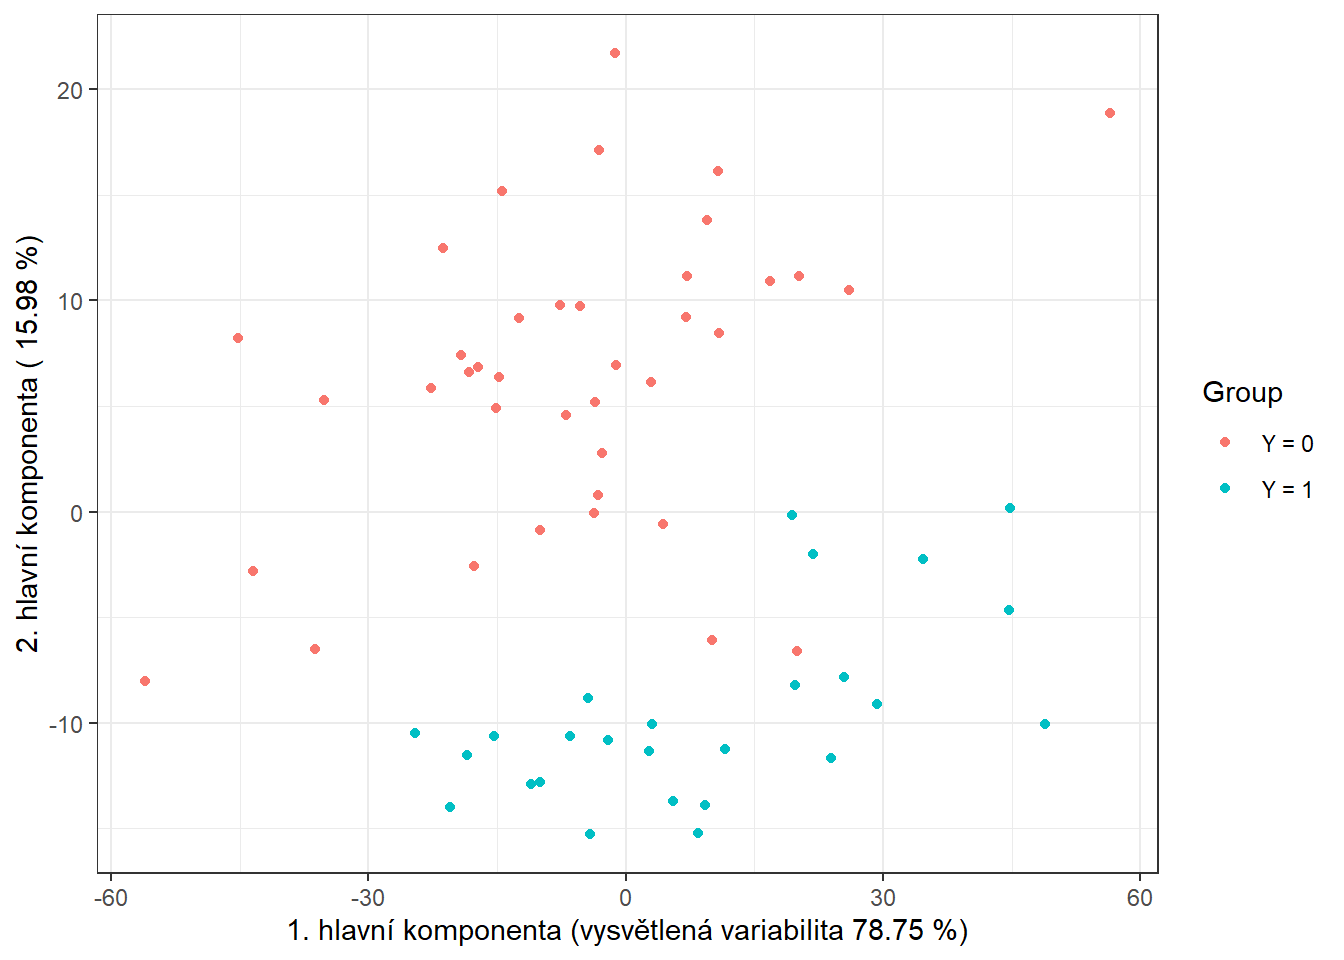 20
10
0
-10
-60
-30
0
30
60
2. hlavní komponenta ( 15.98 %)
1. hlavní komponenta (vysvětlená variabilita 78.75 %)
Group
Y = 0
Y = 1